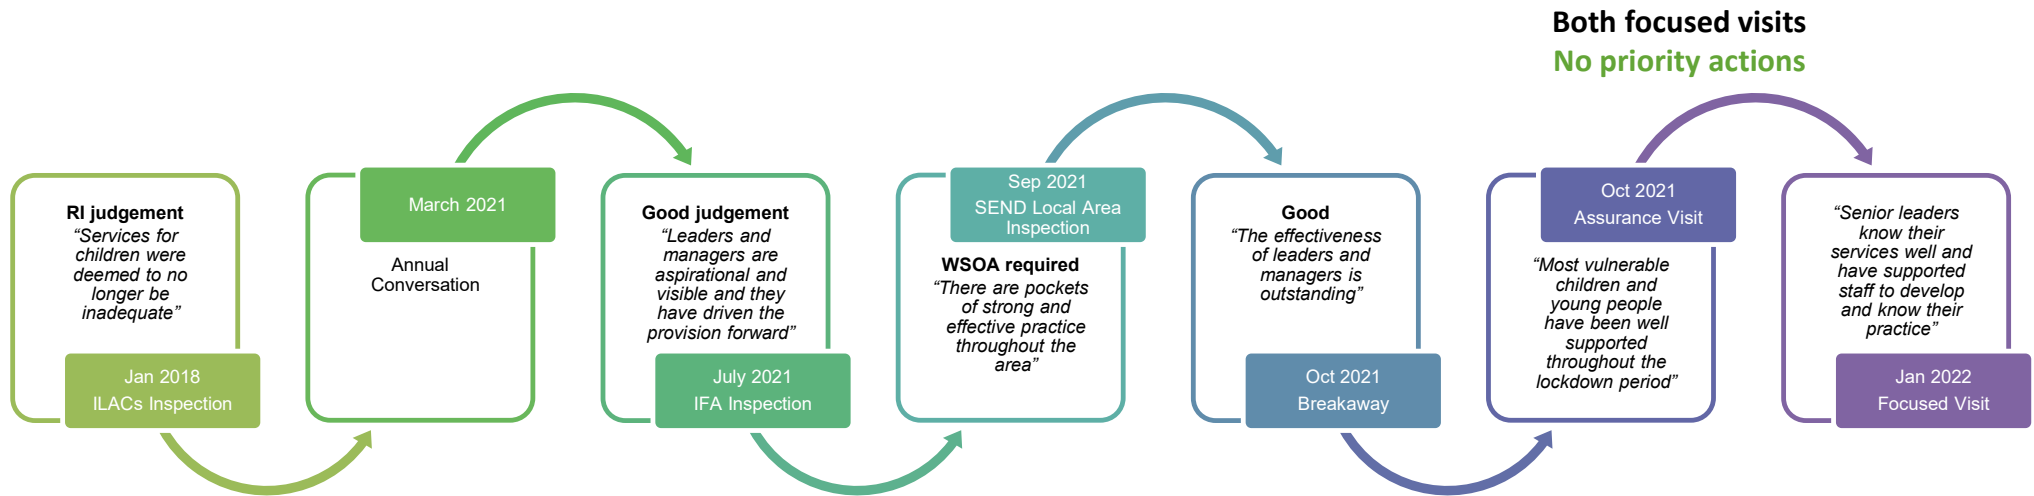 Both focused visits
No priority actions
RI judgement
“Services for
children were
deemed to no
longer be
inadequate”
Jan 2018
ILACs Inspection
March 2021
Annual
Conversation
Good judgement
“Leaders and
managers are
aspirational and
visible and they
have driven the
provision forward”
July 2021
IFA Inspection
Sep 2021
SEND Local Area
Inspection
WSOA required
“There are pockets
of strong and
effective practice
throughout the
area”
Good
“The effectiveness
of leaders and
managers is
outstanding”
Oct 2021
Breakaway
Oct 2021
Assurance Visit
“Most vulnerable
children and
young people
have been well
supported
throughout the
lockdown period”
“Senior leaders
know their
services well and
have supported
staff to develop
and know their
practice”
Jan 2022
Focused Visit